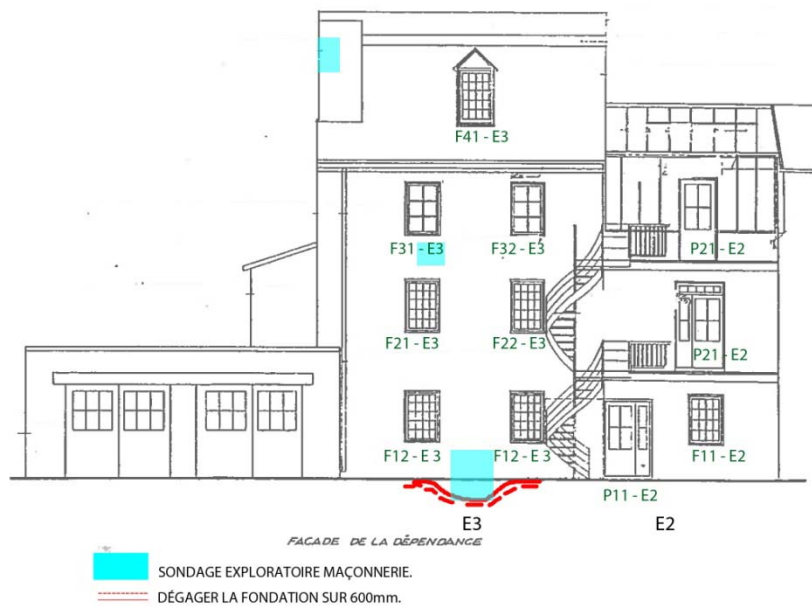 F41 - E3
F31 - E3
F32 - E3
P21 - E2
F21 - E3
F22 - E3
P21 - E2
F12 - E 3
F12 - E 3
F11 - E2
P11 - E2
E3
E2
FAÇADE DE LA DÉPENDANCE
SONDAGE EXPLORATOIRE MAÇONNERIE.
DÉGAGER LA FONDATION SUR 600mm.